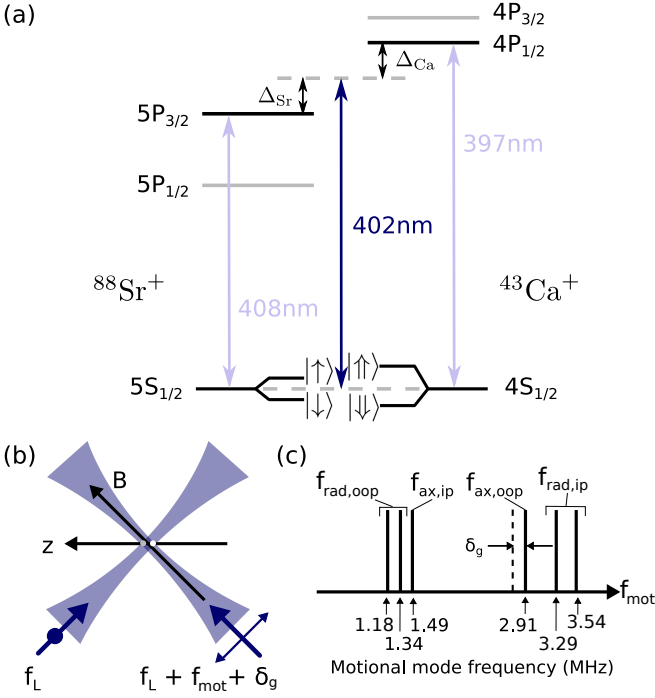 (a)
4P3/2
4P1/2
ΔCa
ΔSr
5P3/2
397nm
5P1/2
402nm
88Sr+
43Ca+
408nm
|↑⟩ |⇑⟩
5S1/2
4S1/2
|↓⟩ |⇓⟩
(b)
B
z
fL
fL + fmot + δg
(c)
frad,oop
fax,ip
fax,oop
frad,ip
δg
fmot
1.18
1.49
2.91
3.54
1.34
3.29
Motional mode frequency (MHz)